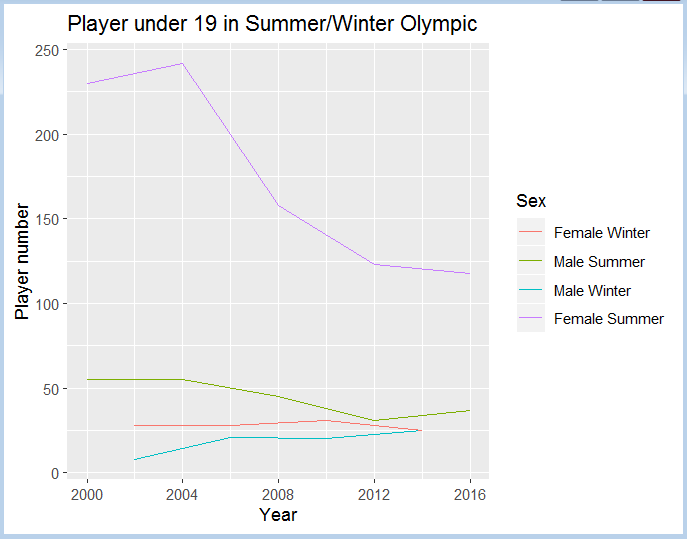 Player under 19 in Summer/Winter Olympic
250
200
150
100
50
0
Player number
2000 2004 2008 2012 2016
Year
Sex
Female Winter
Male Summer
Male Winter
Female Summer